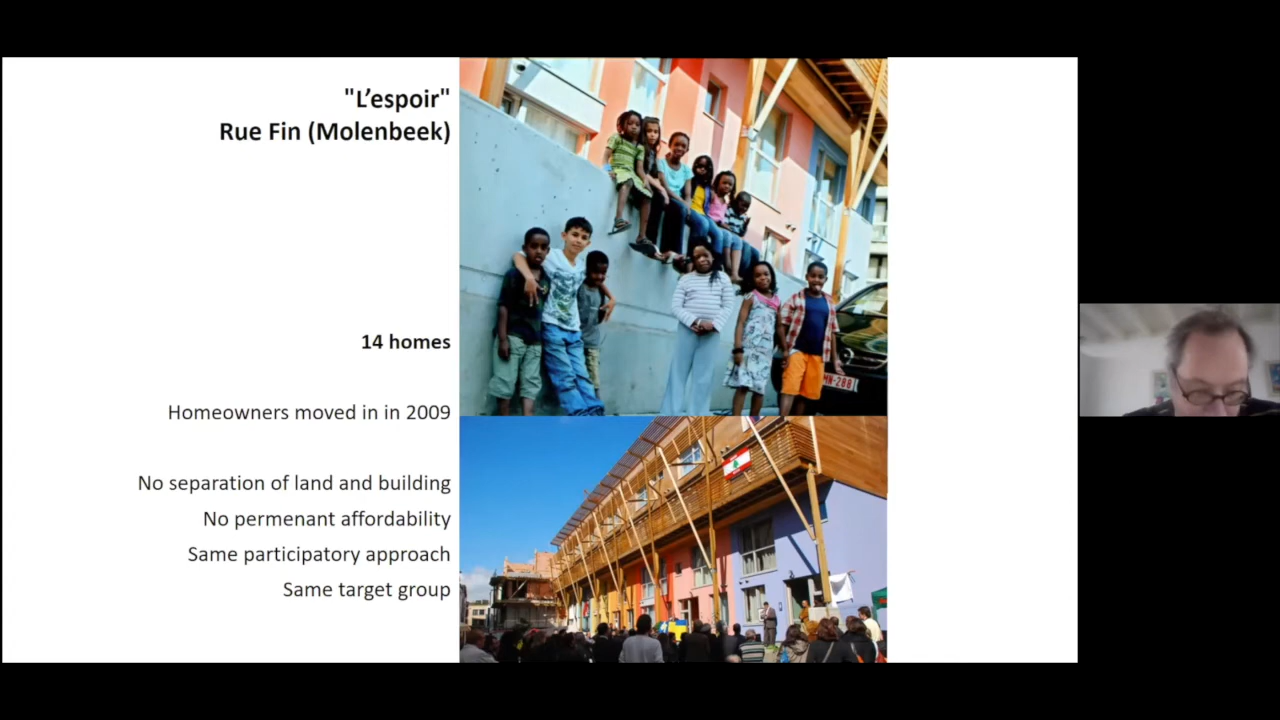 "L’espoir"
Rue Fin (Molenbeek)
14 homes
Homeowners moved in in 2009
No separation of land and building
No permenant affordability
Same participatory approach
Same target group